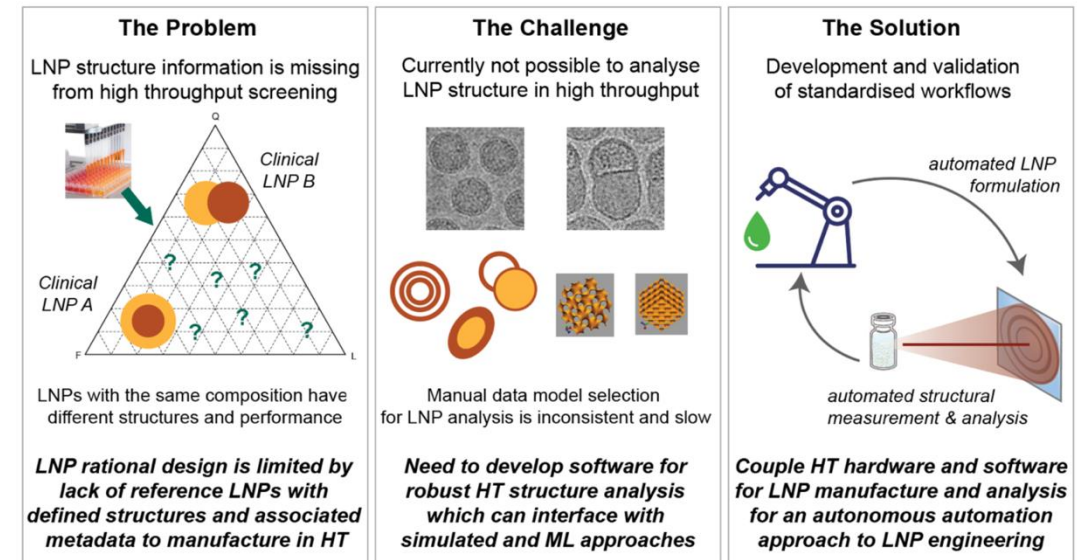 The Problem
LNP structure information is missing
from high throughput screening
Q
Clinical
LNP B
?
?
?
Clinical
LNP A
?
?
?
F
L
LNPs with the same composition have
different structures and performance
LNP rational design is limited by
lack of reference LNPs with
defined structures and associated
metadata to manufacture in HT
The Challenge
Currently not possible to analyse
LNP structure in high throughput
Manual data model selection
for LNP analysis is inconsistent and slow
Need to develop software for
robust HT structure analysis
which can interface with
simulated and ML approaches
The Solution
Development and validation
of standardised workflows
automated LNP
formulation
automated structural
measurement & analysis
Couple HT hardware and software
for LNP manufacture and analysis
for an autonomous automation
approach to LNP engineering